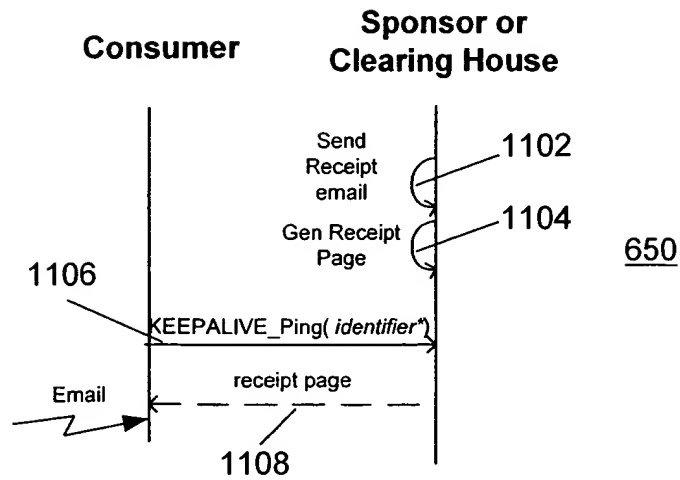 Consumer
Sponsor or
Clearing House
Send
Receipt
email
1102
Gen Receipt
Page
1104
650
1106
KEEPALIVE_Ping( identifier*)
receipt page
Email
1108